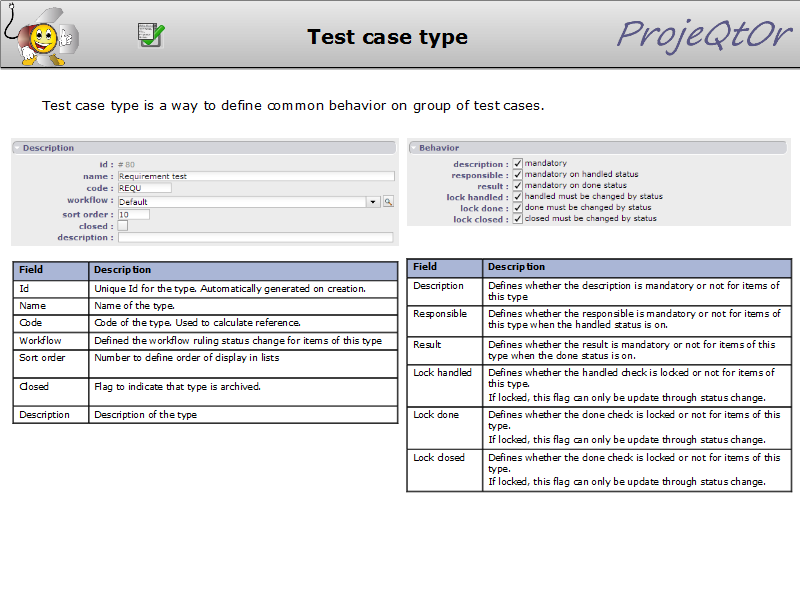 Test case type
ProjeQtOr
Test case type is a way to define common behavior on group of test cases.
Description
id : # 80
name : Requirement test
code : REQU
workflow : Default
sort order : 10
closed :
description :
Field Description
Id Unique Id for the type. Automatically generated on creation.
Name Name of the type.
Code Code of the type. Used to calculate reference.
Workflow Defined the workflow ruling status change for items of this type
Sort order Number to define order of display in lists
Closed Flag to indicate that type is archived.
Description Description of the type
Behavior
description : mandatory
responsible : mandatory on handled status
result : mandatory on done status
lock handled : handled must be changed by status
lock done : done must be changed by status
lock closed : closed must be changed by status
Field Description
Description Defines whether the description is mandatory or not for items of
this type
Responsible Defines whether the responsible is mandatory or not for items of
this type when the handled status is on.
Result Defines whether the result is mandatory or not for items of this
type when the done status is on.
Lock handled Defines whether the handled check is locked or not for items of
this type.
If locked, this flag can only be update through status change.
Lock done Defines whether the done check is locked or not for items of this
type.
If locked, this flag can only be update through status change.
Lock closed Defines whether the done check is locked or not for items of this
type.
If locked, this flag can only be update through status change.